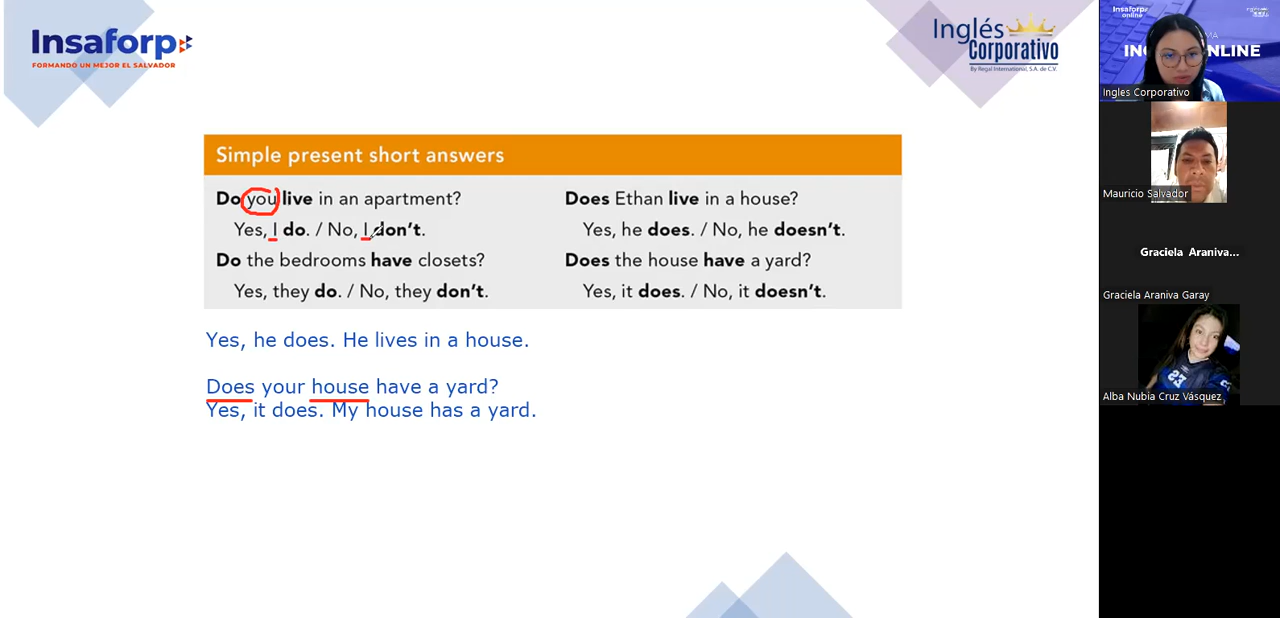 Insaforp
FORMANDO UN MEJOR EL SALVADOR
Inglés
Corporativo
By Regal International, S.A. de C.V.
Simple present short answers
Do you live in an apartment?
Yes, I do. / No, I don't.
Do the bedrooms have closets?
Yes, they do. / No, they don't.
Does Ethan live in a house?
Yes, he does. / No, he doesn't.
Does the house have a yard?
Yes, it does. / No, it doesn't.
Yes, he does. He lives in a house.
Does your house have a yard?
Yes, it does. My house has a yard.
Insaforp
online
ONLINE
Ingles Corporativo
Mauricio Salvador
Graciela Araniva...
Graciela Araniva Garay
23
Alba Nubia Cruz Vásquez